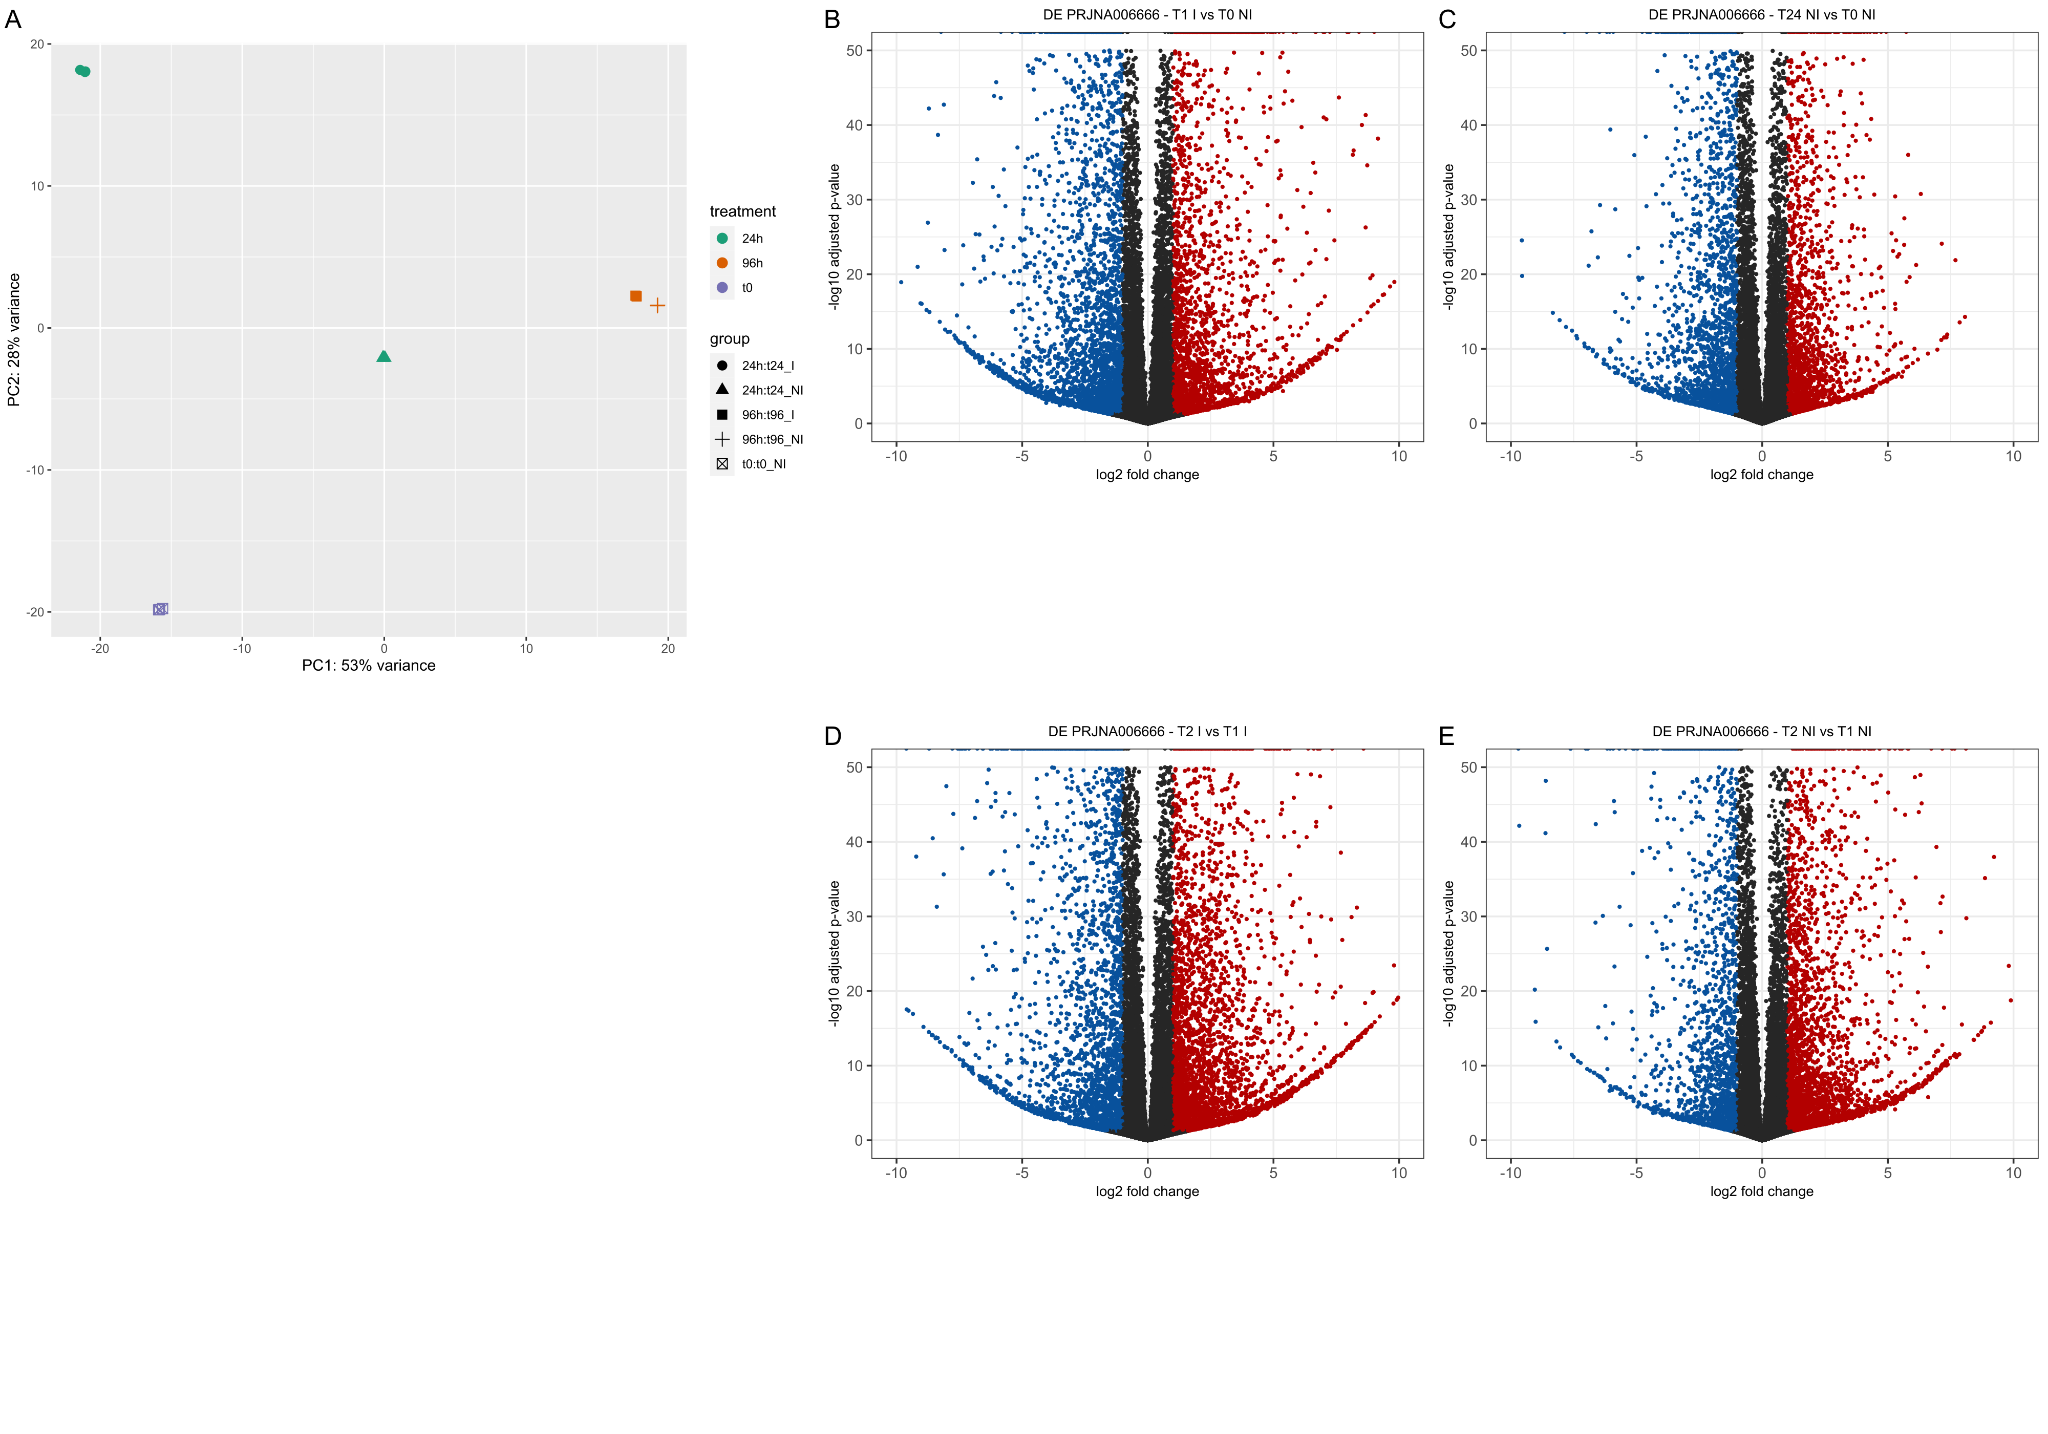 A
20
10
0
-10
-20
PC2: 28% variance
-20 -10 0 10 20
PC1: 53% variance
treatment
24h
96h
t0
group
24h:t24_I
24h:t24_NI
96h:t96_I
96h:t96_NI
t0:t0_NI
B
DE PRJNA006666 - T1 I vs T0 NI
50
40
30
20
10
0
-log10 adjusted p-value
-10 -5 0 5 10
log2 fold change
C
DE PRJNA006666 - T24 NI vs T0 NI
50
40
30
20
10
0
-log10 adjusted p-value
-10 -5 0 5 10
log2 fold change
D
DE PRJNA006666 - T2 I vs T1 I
50
40
30
20
10
0
-log10 adjusted p-value
-10 -5 0 5 10
log2 fold change
E
DE PRJNA006666 - T2 NI vs T1 NI
50
40
30
20
10
0
-log10 adjusted p-value
-10 -5 0 5 10
log2 fold change